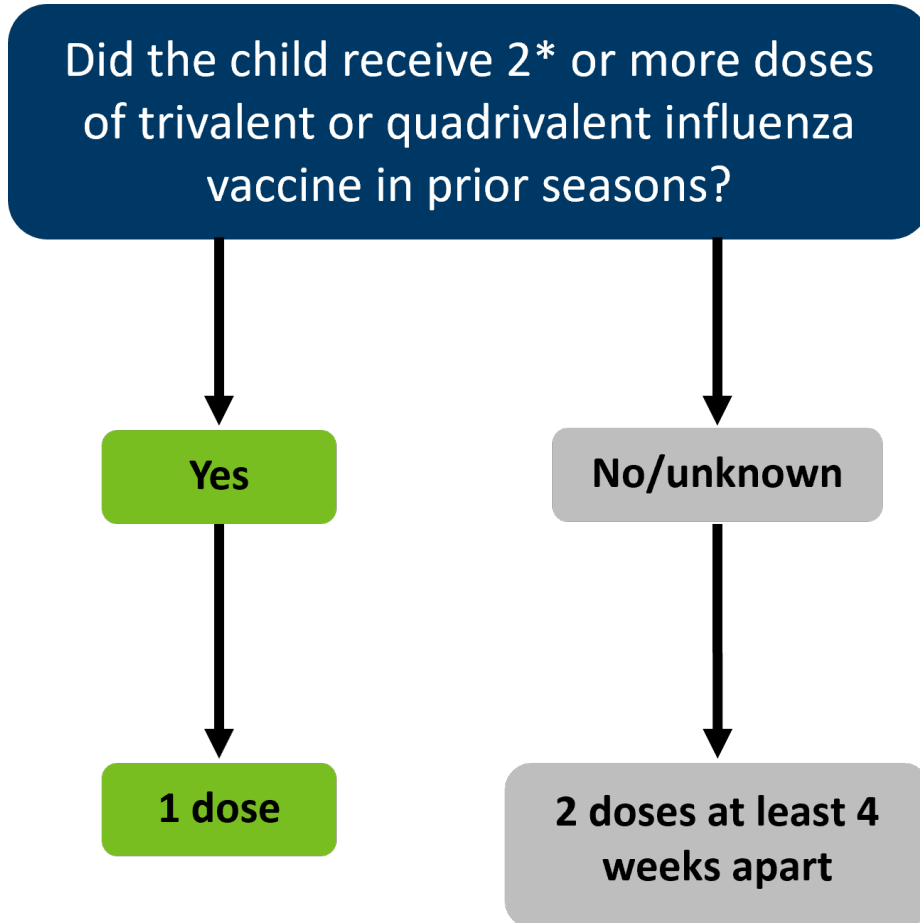 Did the child receive 2* or more doses
of trivalent or quadrivalent influenza
vaccine in prior seasons?
Yes
No/unknown
1 dose
2 doses at least 4
weeks apart